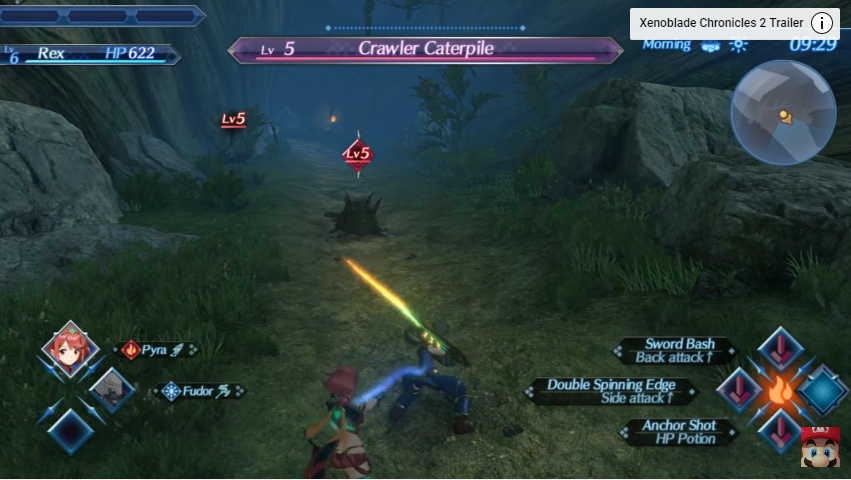 Xenoblade Chronicles 2 Trailer
Lv 6 Rex HP 622
Lv 5 Crawler Caterpile
Morning 09:29
Lv5
Lv5
Pyra
Fudor
Sword Bash
Back attack↑
Double Spinning Edge
Side attack↑
Anchor Shot
HP Potion